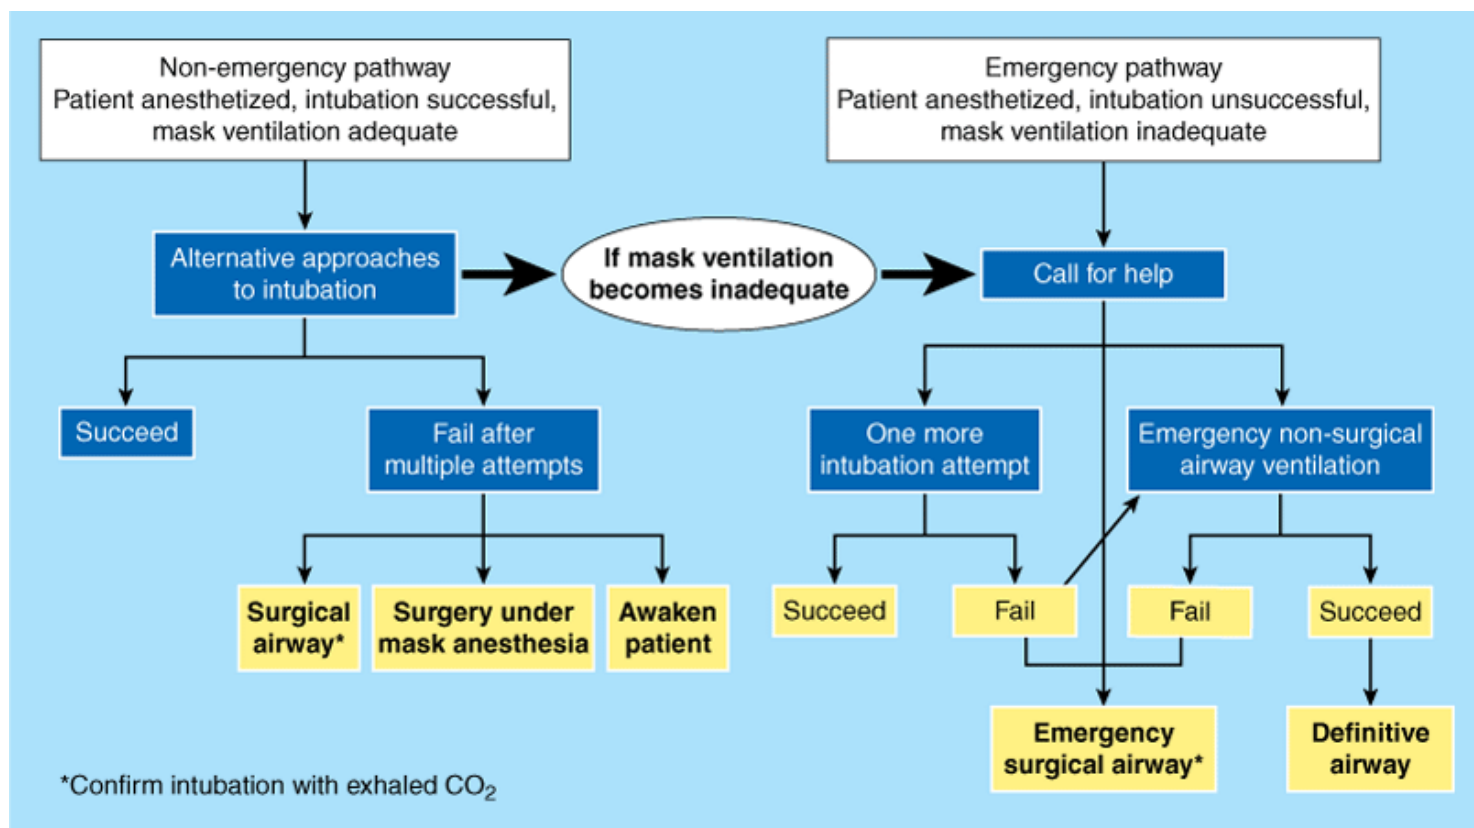 Non-emergency pathway
Patient anesthetized, intubation successful,
mask ventilation adequate
Emergency pathway
Patient anesthetized, intubation unsuccessful,
mask ventilation inadequate
Alternative approaches
to intubation
If mask ventilation
becomes inadequate
Call for help
Succeed
Fail after
multiple attempts
One more
intubation attempt
Emergency non-surgical
airway ventilation
Surgical
airway*
Surgery under
mask anesthesia
Awaken
patient
Succeed
Fail
Fail
Succeed
Emergency
surgical airway*
Definitive
airway
*Confirm intubation with exhaled CO₂